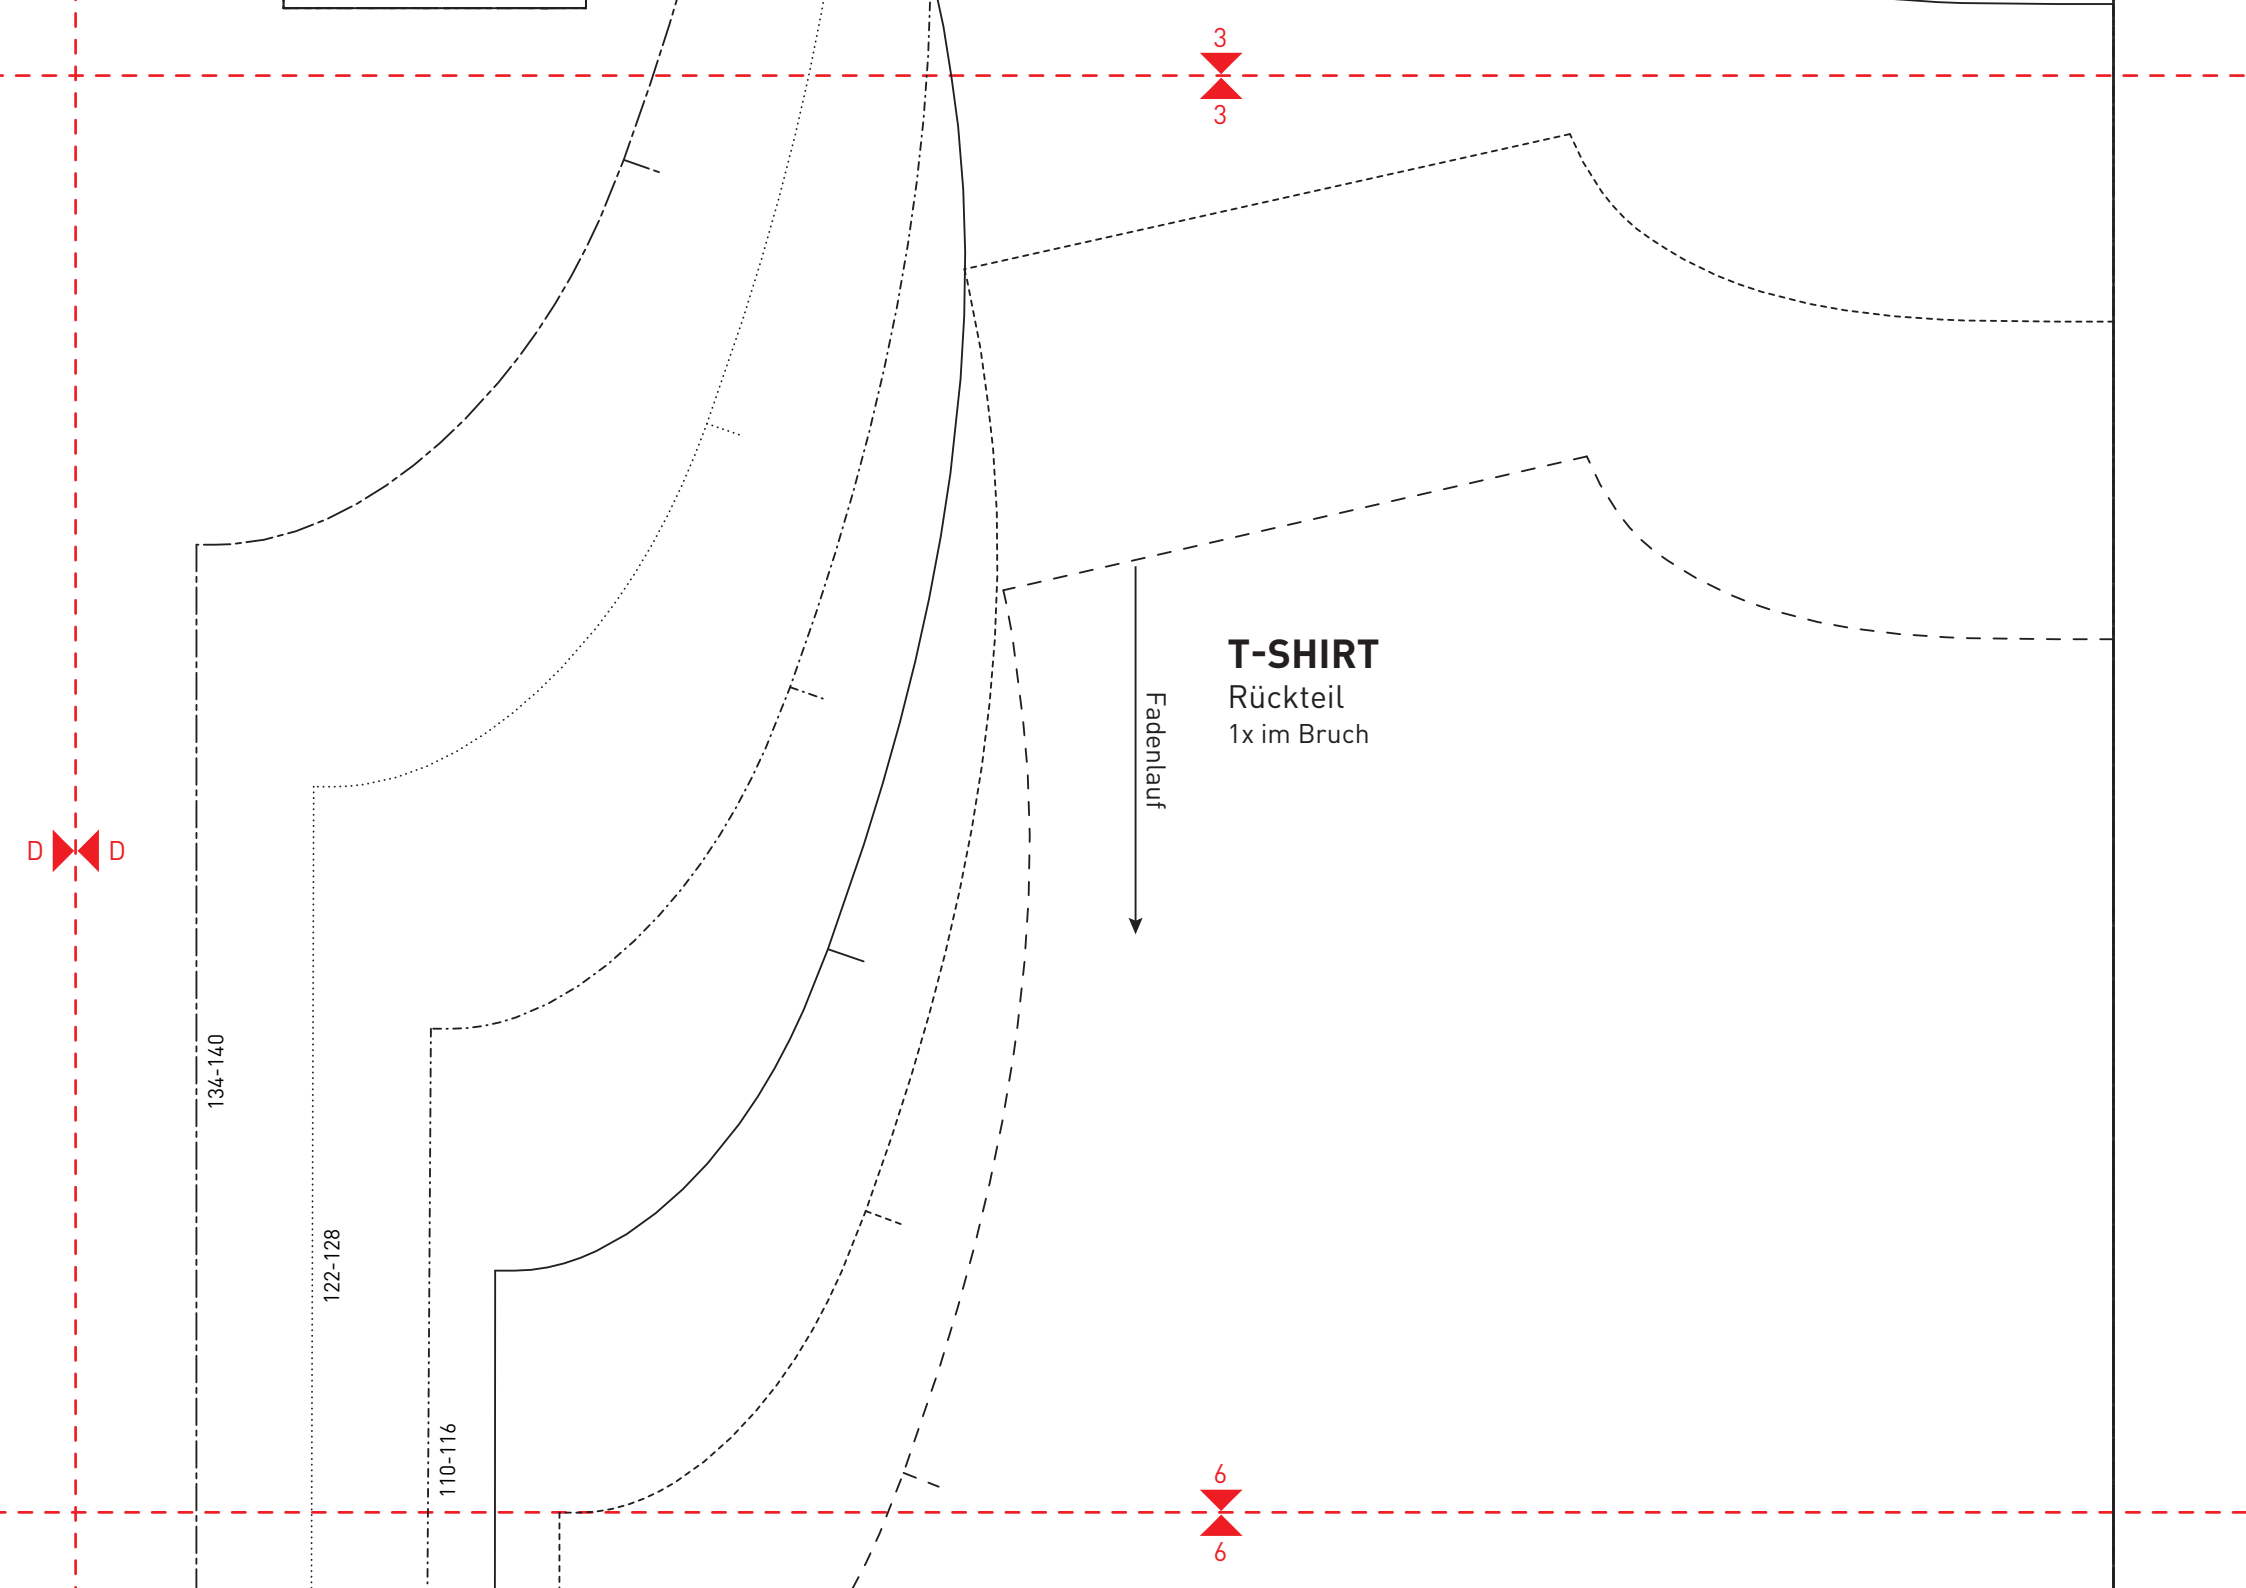 3
3
T-SHIRT
Rückteil
1x im Bruch
Fadenlauf
D
D
134-140
122-128
110-116
6
6